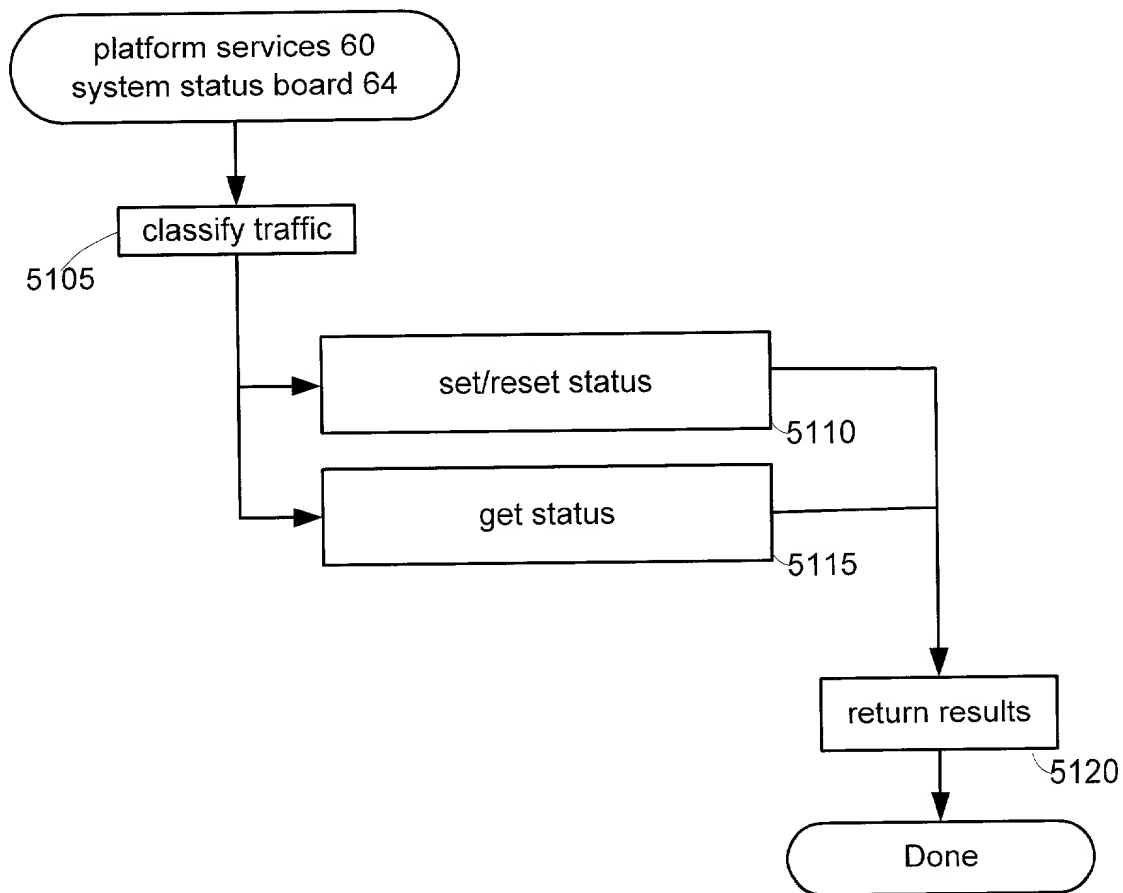 platform services 60
system status board 64
classify traffic
5105
set/reset status
5110
get status
5115
return results
5120
Done